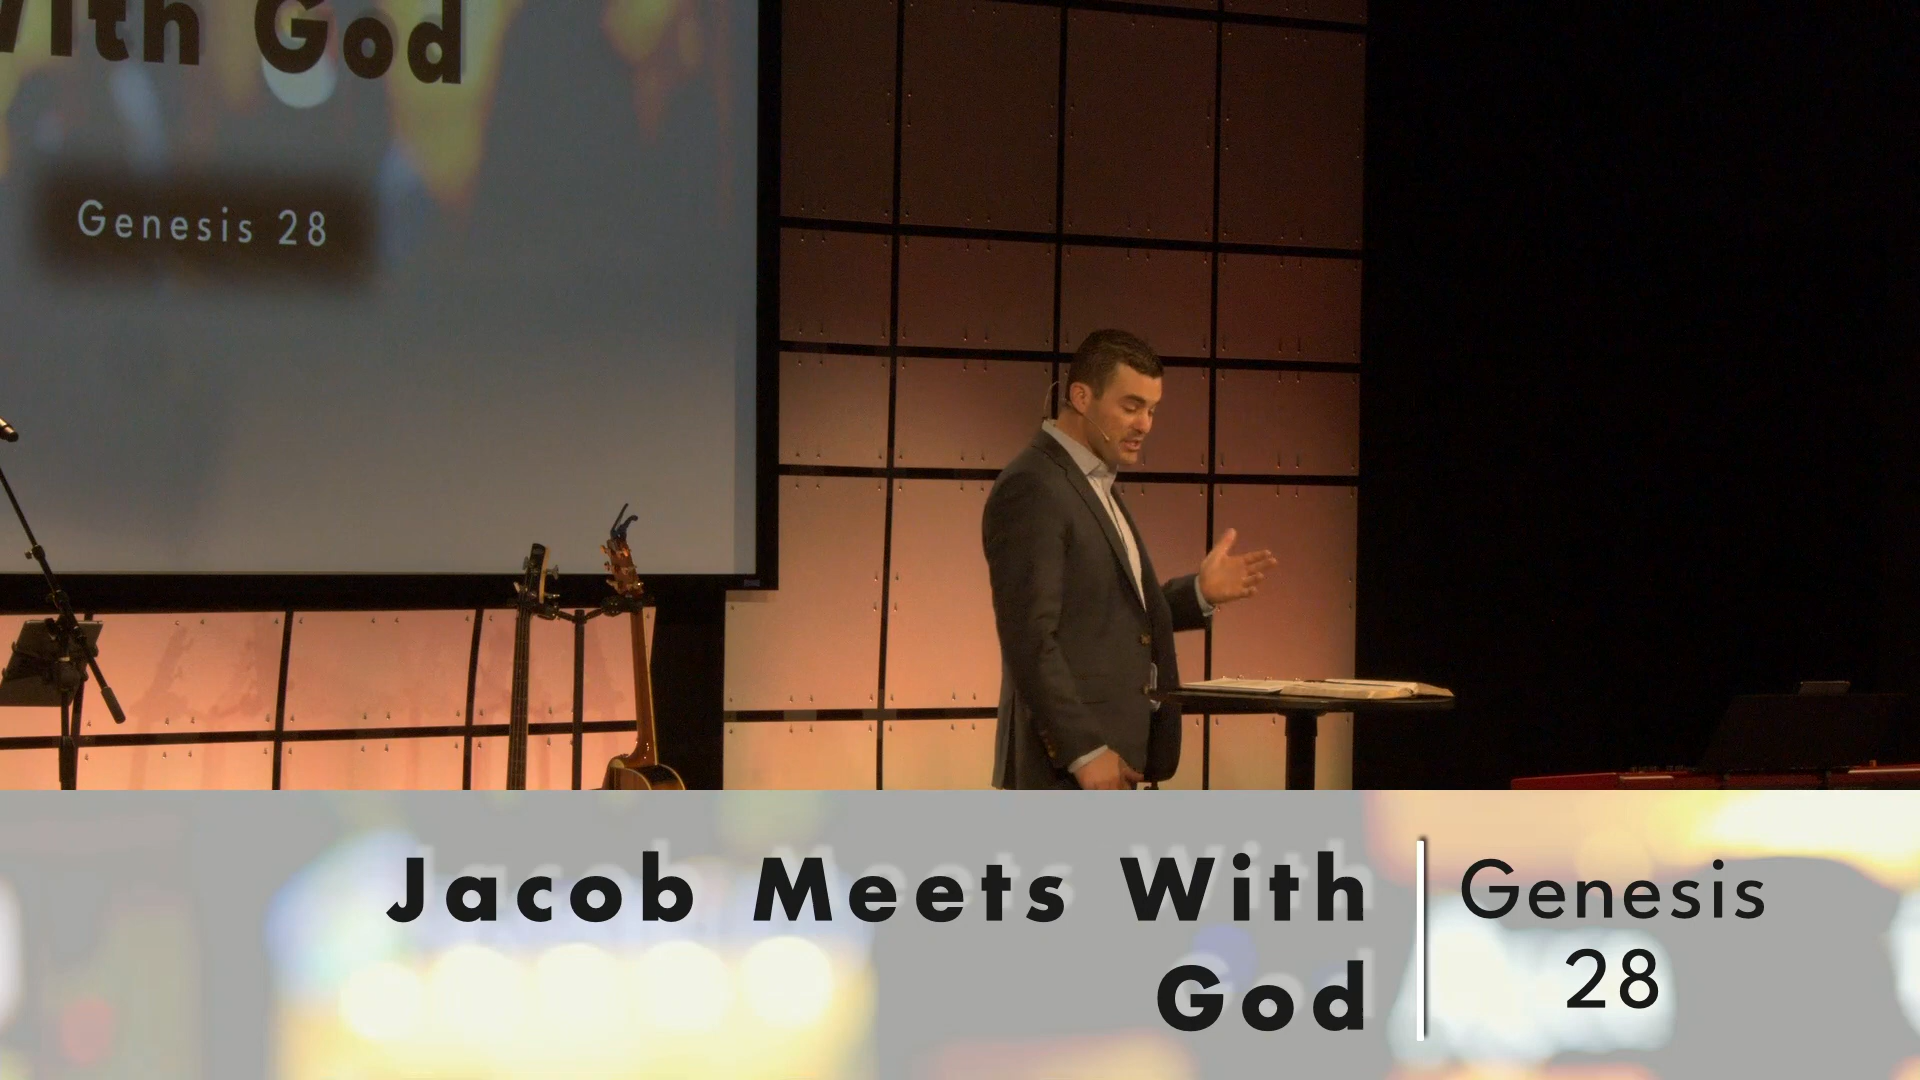 With God
Genesis 28
Jacob Meets With
God
Genesis
28